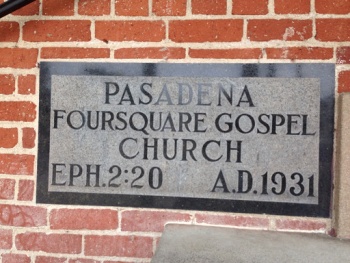 PASADENA
FOURSQUARE GOSPEL
CHURCH
EPH.2:20 A.D.1931